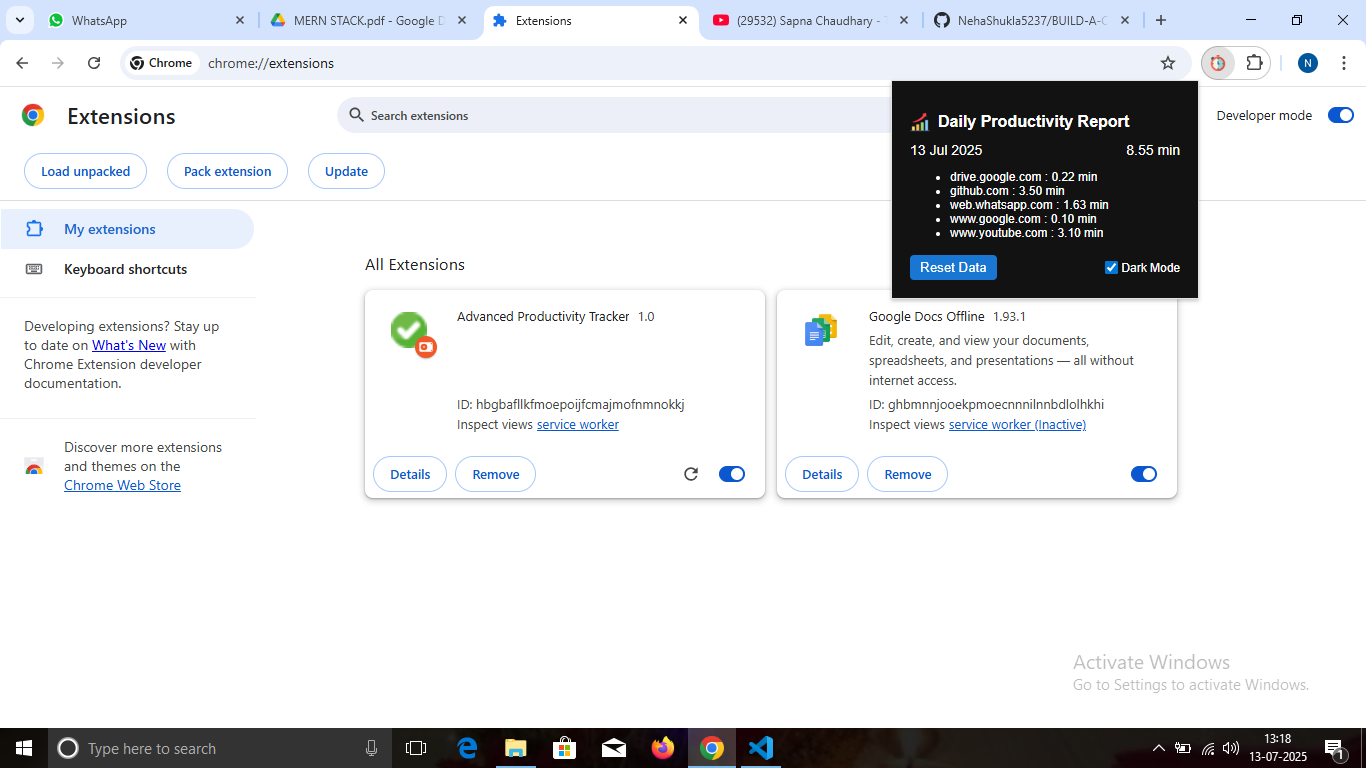 WhatsApp
MERN STACK.pdf - Google D
Extensions
(29532) Sapna Chaudhary -
NehaShukla5237/BUILD-A-C
Chrome
chrome://extensions
N
Extensions
Search extensions
Developer mode
Load unpacked
Pack extension
Update
Daily Productivity Report
13 Jul 2025 8.55 min
drive.google.com : 0.22 min
github.com : 3.50 min
web.whatsapp.com : 1.63 min
www.google.com : 0.10 min
www.youtube.com : 3.10 min
Reset Data
Dark Mode
My extensions
Keyboard shortcuts
Developing extensions? Stay up
to date on What's New with
Chrome Extension developer
documentation.
Discover more extensions
and themes on the
Chrome Web Store
All Extensions
Advanced Productivity Tracker 1.0
ID: hbgbafllkfmoepoijfcmajmofnmnokkj
Inspect views service worker
Details
Remove
Google Docs Offline 1.93.1
Edit, create, and view your documents,
spreadsheets, and presentations — all without
internet access.
ID: ghbmnnjooekpmoecnnnilnnbdlolhkhi
Inspect views service worker (Inactive)
Details
Remove
Activate Windows
Go to Settings to activate Windows.
Type here to search
13:18
13-07-2025
1